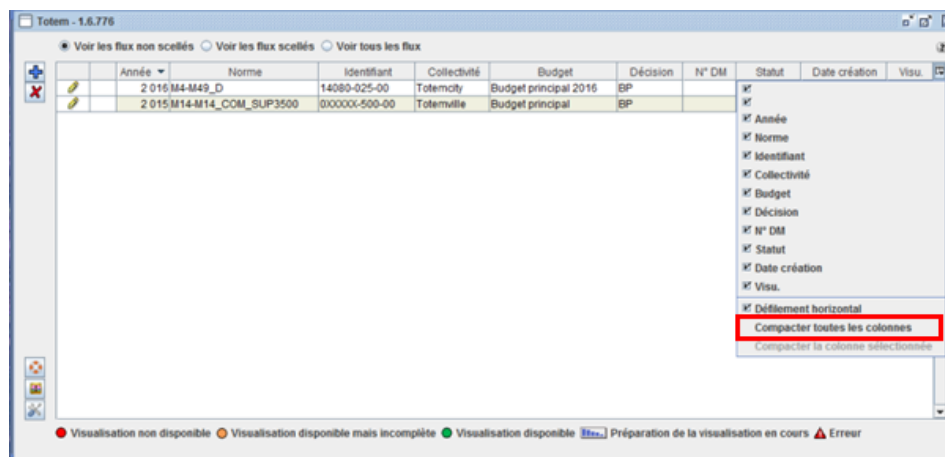 Totem - 1.6.776
Voir les flux non scellés Voir les flux scellés Voir tous les flux
Année Norme Identifiant Collectivité Budget Décision N° DM Statut Date création Visu.
2 016 M4-M49_D 14080-025-00 Totemcity Budget principal 2016 BP
2 015 M14-M14_COM_SUP3500 0XXXXX-500-00 Totemville Budget principal BP
Année
Norme
Identifiant
Collectivité
Budget
Décision
N° DM
Statut
Date création
Visu.
Défilement horizontal
Compacter toutes les colonnes
Compacter la colonne sélectionnée
Visualisation non disponible Visualisation disponible mais incomplète Visualisation disponible Préparation de la visualisation en cours Erreur